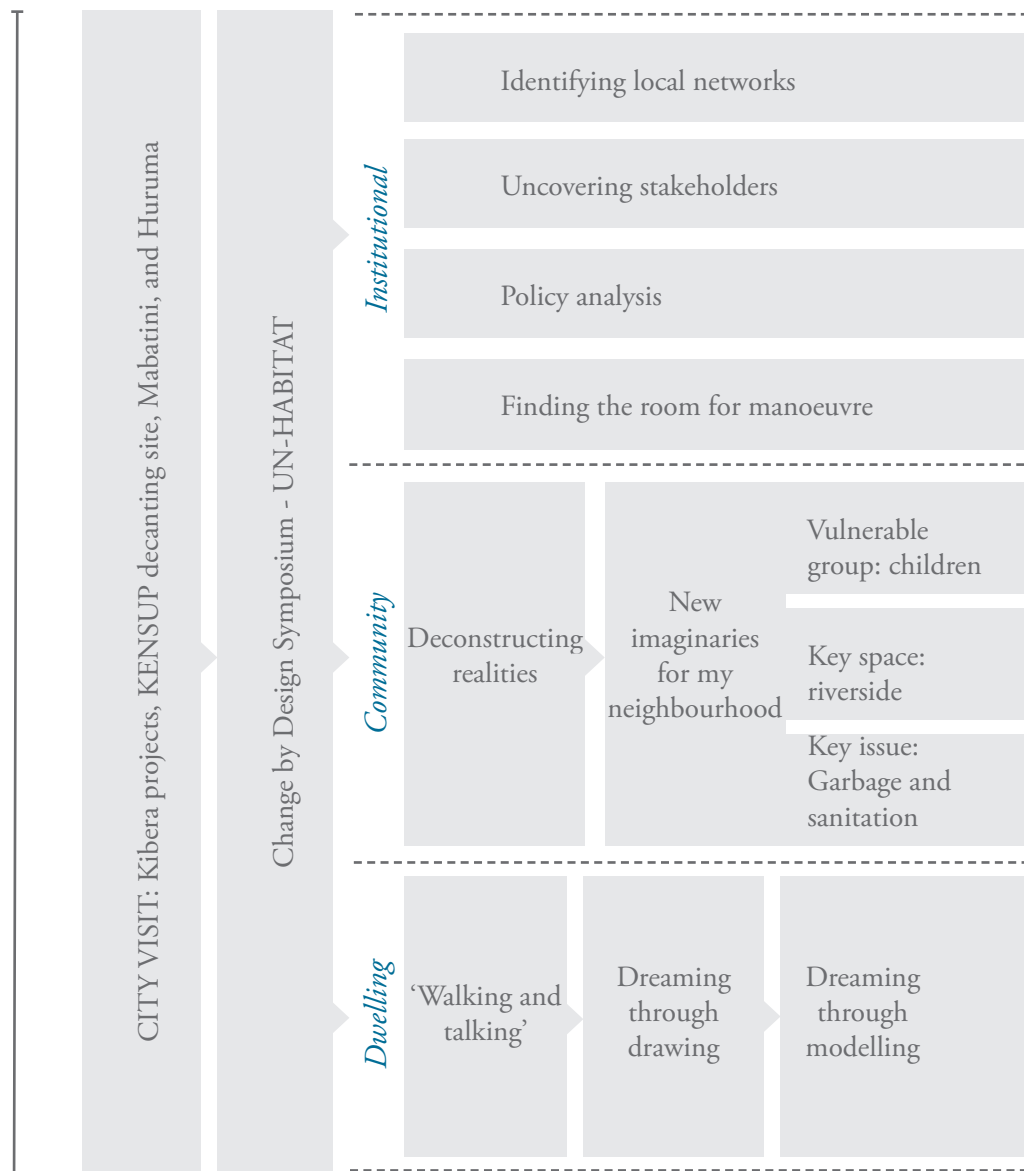 CITY VISIT: Kibera projects, KENSUP decanting site, Mabatini, and Huruma
Change by Design Symposium - UN-HABITAT
Institutional
Identifying local networks
Uncovering stakeholders
Policy analysis
Finding the room for manoeuvre
Community
Deconstructing
realities
New
imaginaries
for my
neighbourhood
Vulnerable
group: children
Key space:
riverside
Key issue:
Garbage and
sanitation
Dwelling
‘Walking and
talking’
Dreaming
through
drawing
Dreaming
through
modelling